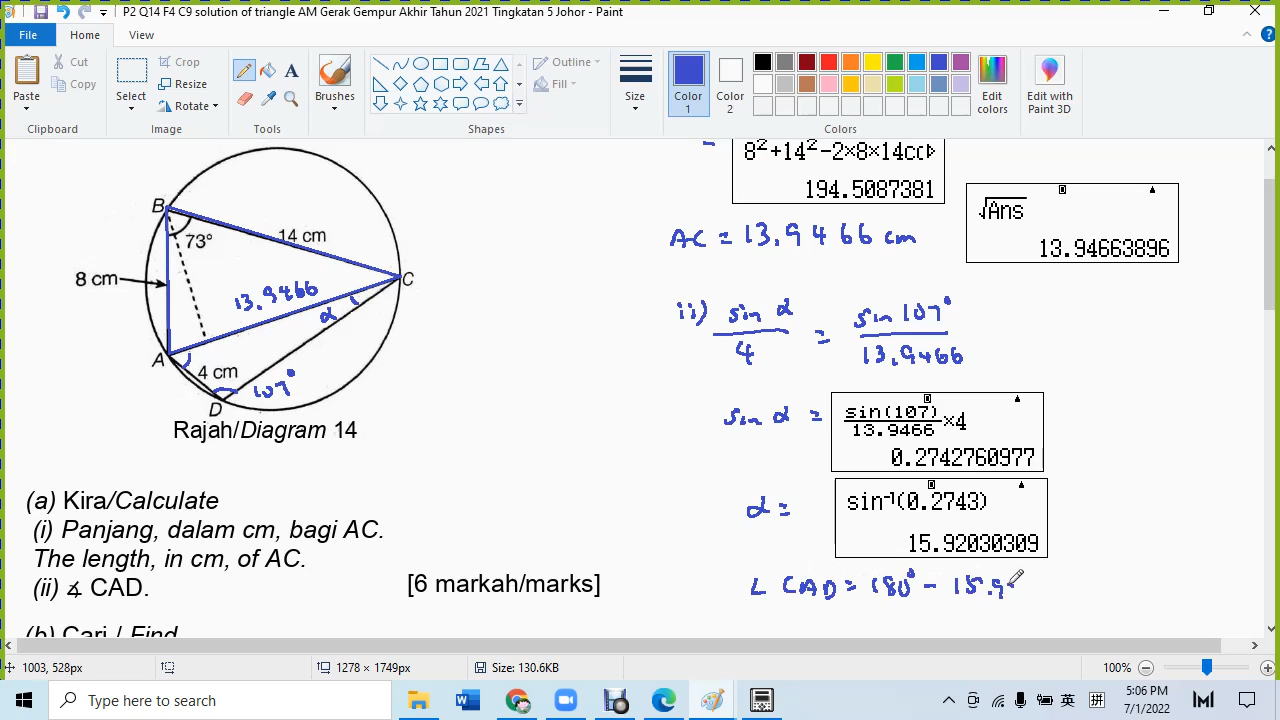 P2 Q14 F4 C9 solution of triangle AM Gerak Gempur Akhir Tahun 2021 Tingkatan 5 Johor - Paint
File Home View
Paste Cut Copy
Clipboard
Select Crop Resize Rotate
Image
Tools
Brushes
Outline Fill
Shapes
Size
Color 1 Color 2 Edit colors
Colors
Edit with Paint 3D
8²+14²-2×8×14co
194.5087381
√Ans
13.94663896
AC = 13.9466 cm
B
73°
14 cm
8 cm
13.9466
C
α
A
4 cm
107°
D
Rajah/Diagram 14
ii) sin α / 4 = sin 107° / 13.9466
sin α =
sin(107) / 13.9466 ×4
0.2742760977
α =
sin⁻¹(0.2743)
15.92030309
∠ CAD = 180° - 15.9
(a) Kira/Calculate
(i) Panjang, dalam cm, bagi AC.
The length, in cm, of AC.
(ii) ∡ CAD.
[6 markah/marks]
(b) Cari / Find
1003, 528px
1278 × 1749px
Size: 130.6KB
100%
Type here to search
英
拼
5:06 PM
7/1/2022